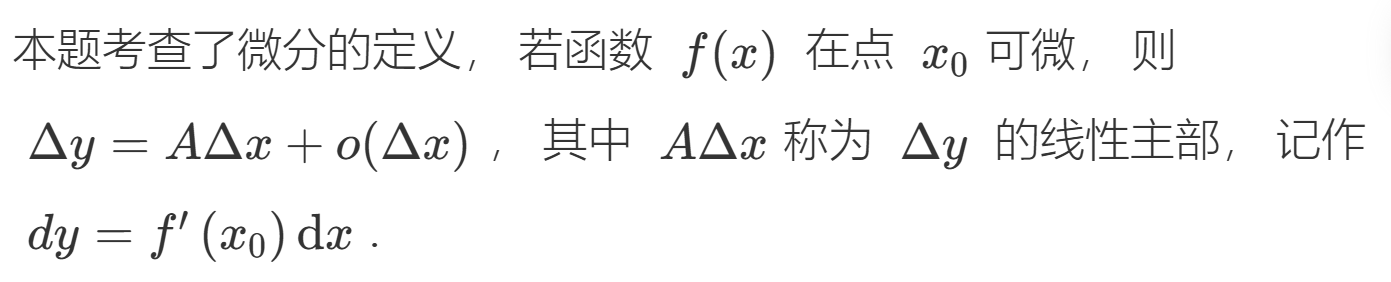 本题考查了微分的定义， 若函数 f(x) 在点 x₀ 可微， 则
Δy = AΔx + o(Δx) ， 其中 AΔx 称为 Δy 的线性主部， 记作
dy = f′ (x₀) dx .